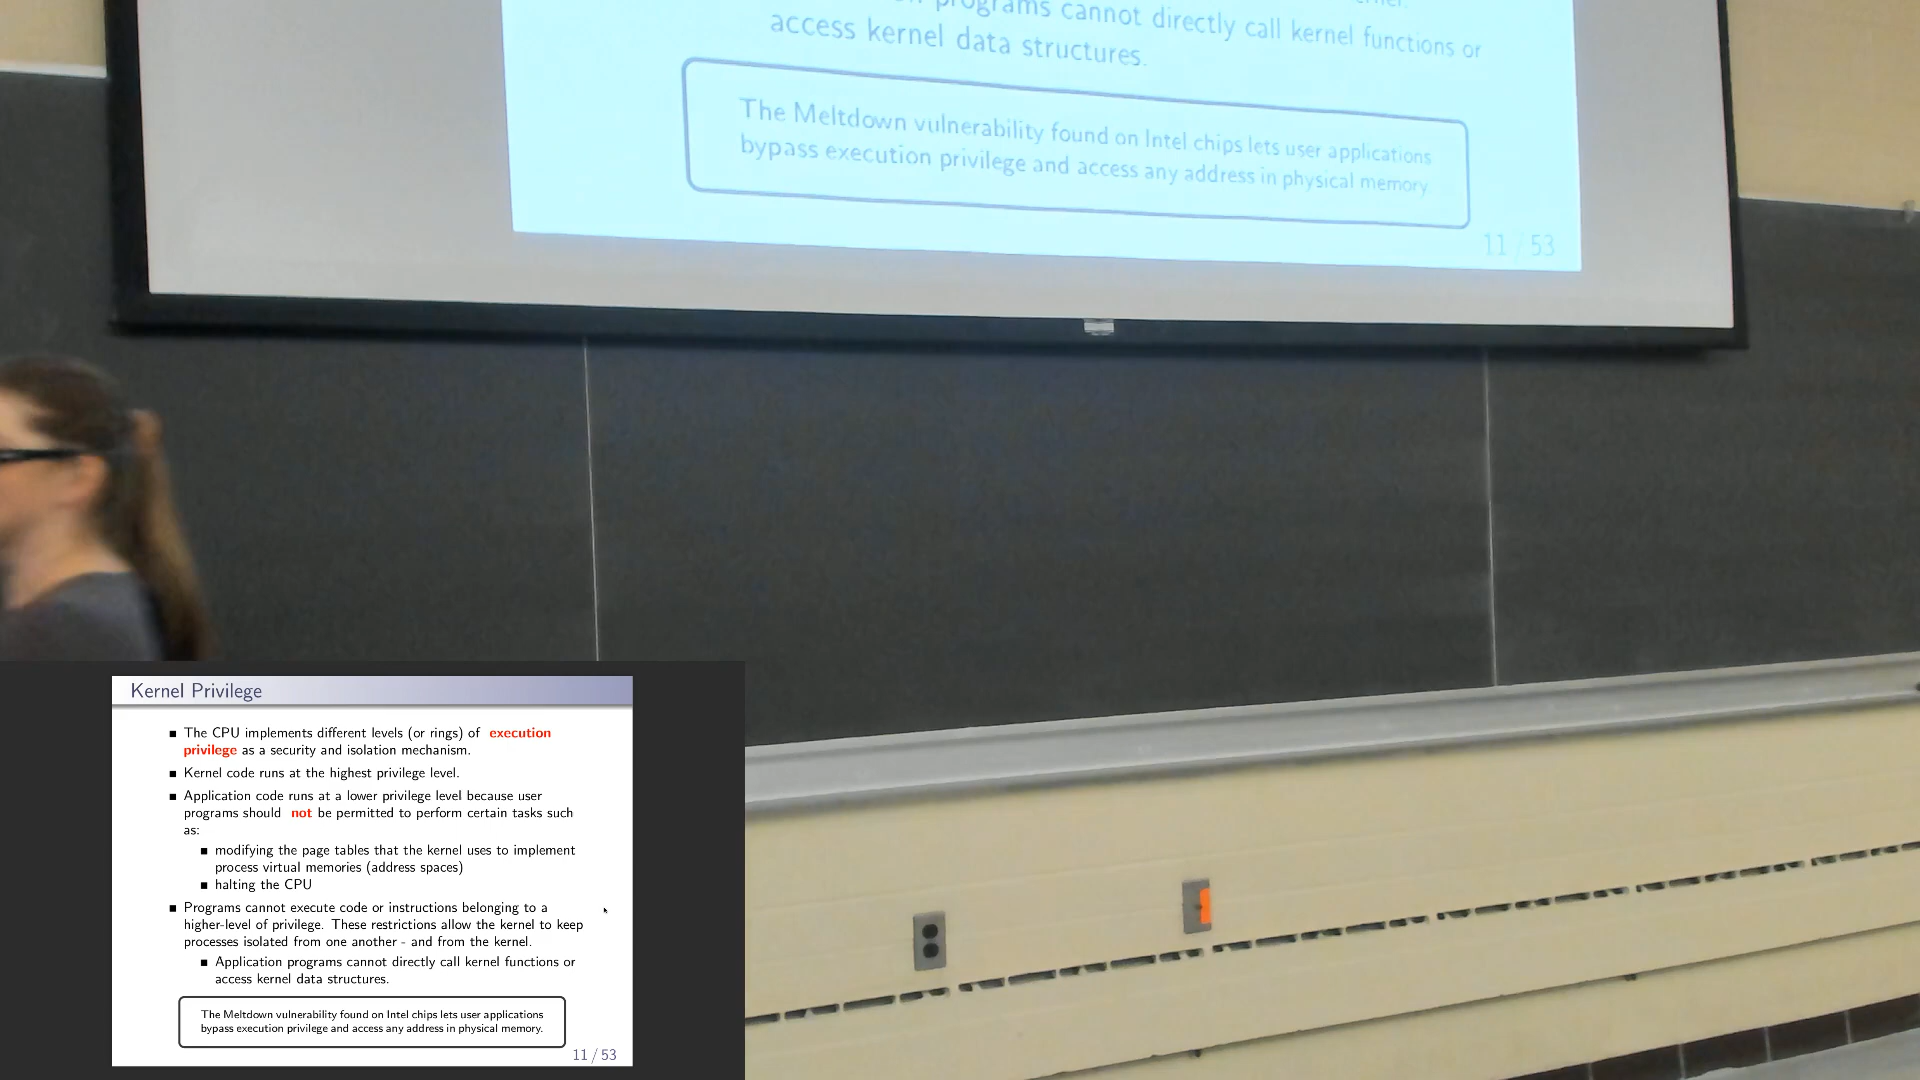 programs cannot directly call kernel functions or
access kernel data structures.
The Meltdown vulnerability found on Intel chips lets user applications
bypass execution privilege and access any address in physical memory.
11 / 53
Kernel Privilege
■ The CPU implements different levels (or rings) of execution
privilege as a security and isolation mechanism.
■ Kernel code runs at the highest privilege level.
■ Application code runs at a lower privilege level because user
programs should not be permitted to perform certain tasks such
as:
■ modifying the page tables that the kernel uses to implement
process virtual memories (address spaces)
■ halting the CPU
■ Programs cannot execute code or instructions belonging to a
higher-level of privilege. These restrictions allow the kernel to keep
processes isolated from one another - and from the kernel.
■ Application programs cannot directly call kernel functions or
access kernel data structures.
The Meltdown vulnerability found on Intel chips lets user applications
bypass execution privilege and access any address in physical memory.
11 / 53